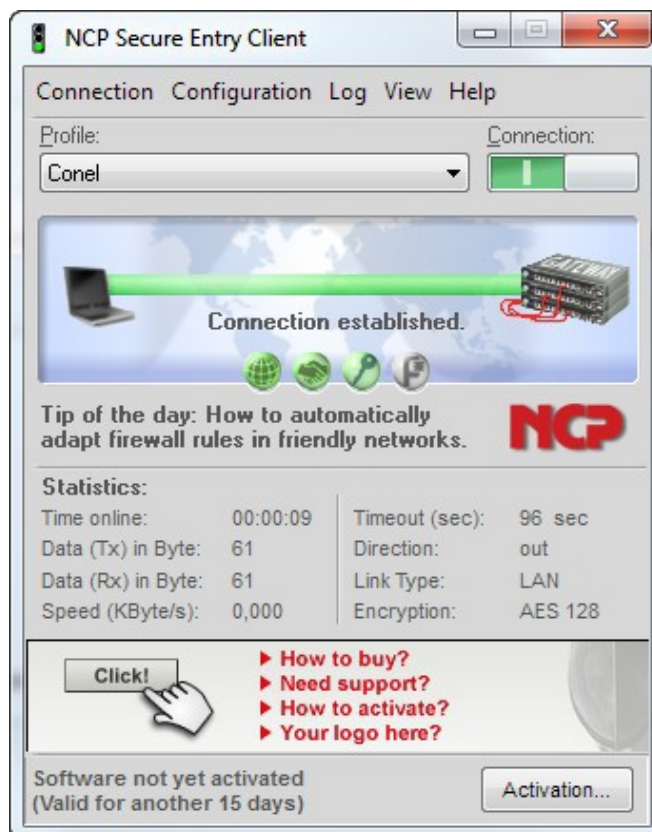 NCP Secure Entry Client
Connection Configuration Log View Help
Profile: Connection:
Conel
GATEWAY
Connection established.
Tip of the day: How to automatically
adapt firewall rules in friendly networks.
NCP
Statistics:
Time online: 00:00:09 Timeout (sec): 96 sec
Data (Tx) in Byte: 61 Direction: out
Data (Rx) in Byte: 61 Link Type: LAN
Speed (KByte/s): 0,000 Encryption: AES 128
Click!
How to buy?
Need support?
How to activate?
Your logo here?
Software not yet activated
(Valid for another 15 days)
Activation...